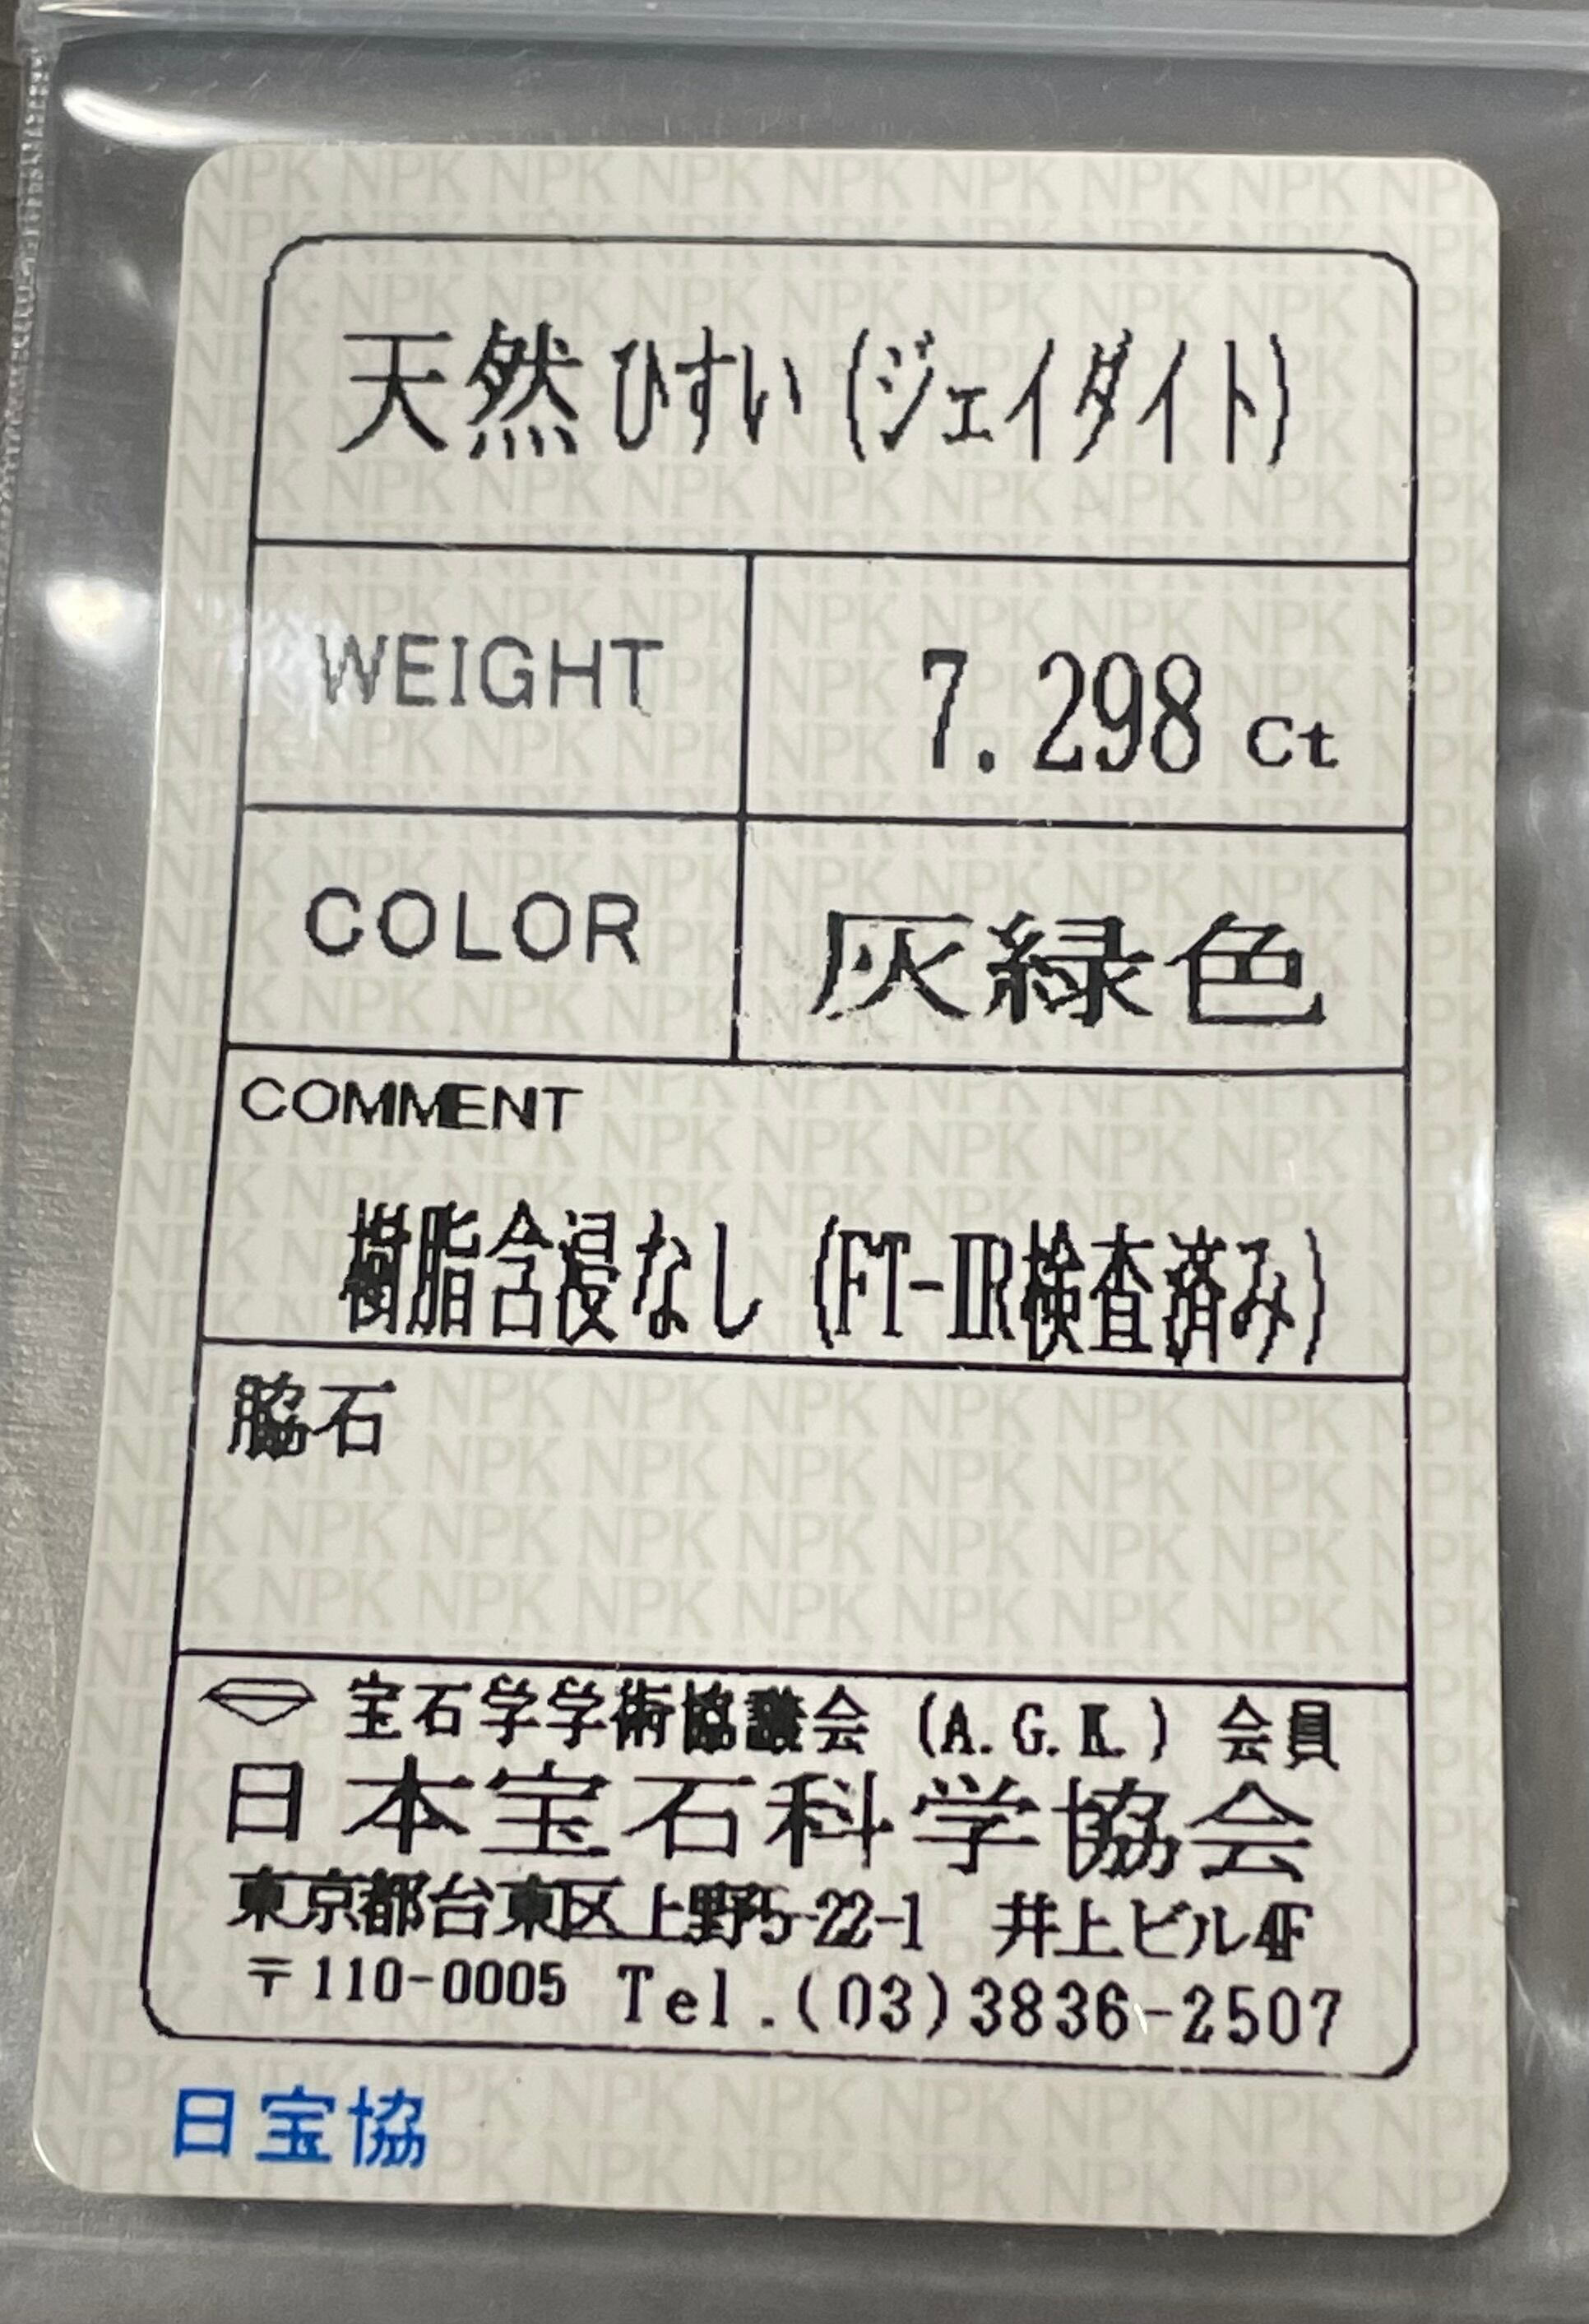 天然ひすい (ジェイダイト)
WEIGHT
7.298 ct
COLOR
灰緑色
COMMENT
樹脂含浸なし (FT-IR検査済み)
脇石
宝石学学術協議会 (A.G.K.) 会員
日本宝石科学協会
東京都台東区上野5-22-1 井上ビル4F
〒110-0005 Tel.(03)3836-2507
日宝協